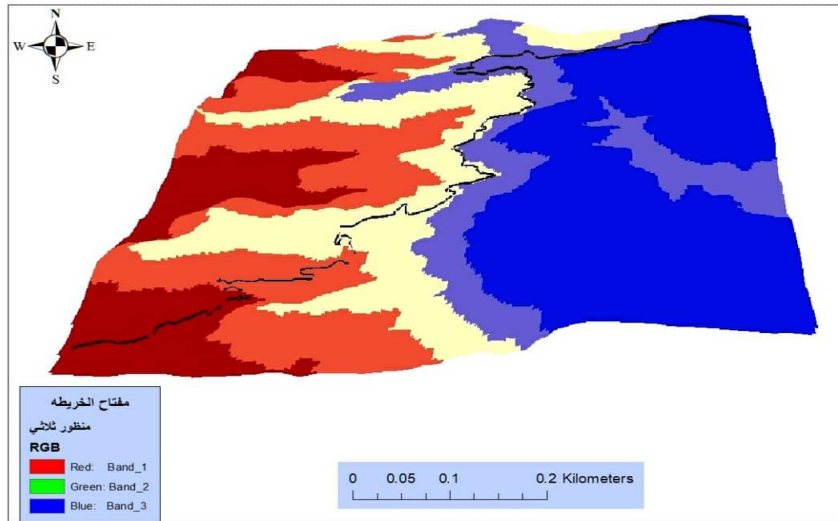 N
W E
S
مفتاح الخريطه
منظور ثلاثي
RGB
Red: Band_1
Green: Band_2
Blue: Band_3
0 0.05 0.1 0.2 Kilometers